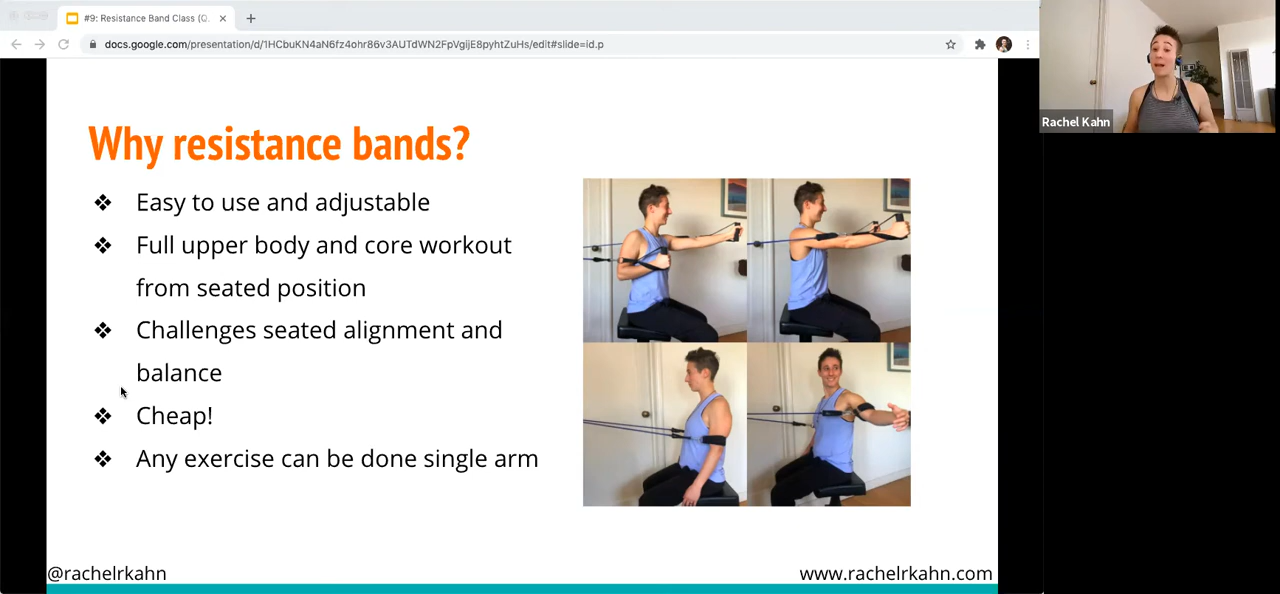 #9: Resistance Band Class (Q.
docs.google.com/presentation/d/1HCbuKN4aN6fz4ohr86v3AUTdWN2FpVgijE8pyhtZuHs/edit#slide=id.p
Rachel Kahn
Why resistance bands?
❖ Easy to use and adjustable
❖ Full upper body and core workout
from seated position
❖ Challenges seated alignment and
balance
❖ Cheap!
❖ Any exercise can be done single arm
@rachelrkahn
www.rachelrkahn.com